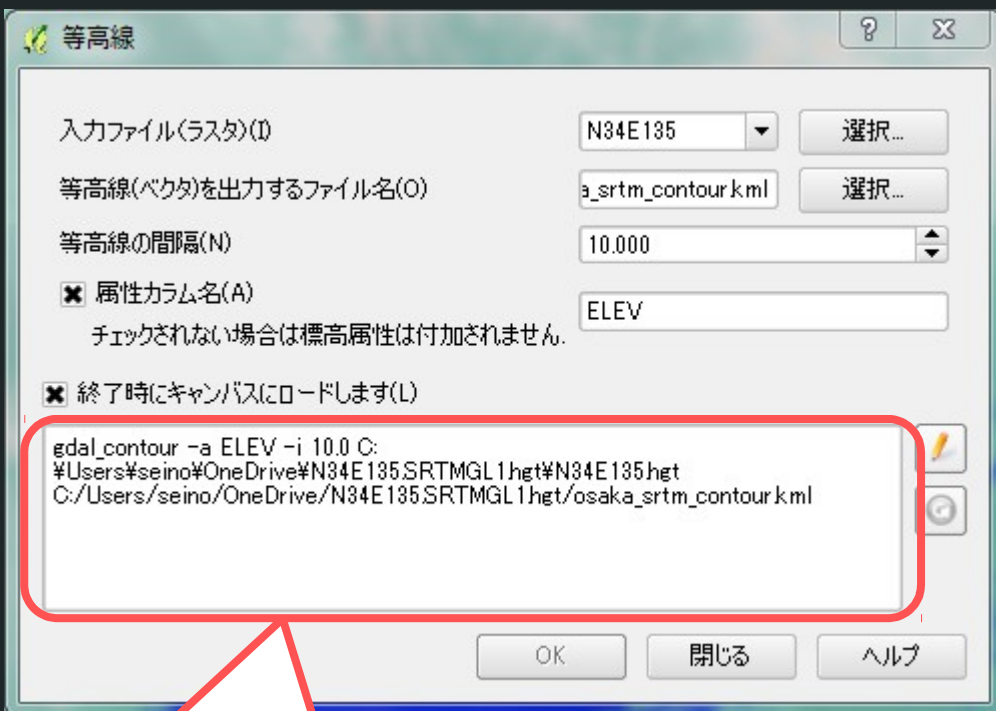 等高線
入力ファイル(ラスタ)(I)
N34E135
選択...
等高線(ベクタ)を出力するファイル名(O)
a_srtm_contour.kml
選択...
等高線の間隔(N)
10.000
属性カラム名(A)
ELEV
チェックされない場合は標高属性は付加されません.
終了時にキャンバスにロードします(L)
gdal_contour -a ELEV -i 10.0 C:
¥Users¥seino¥OneDrive¥N34E135.SRTMGL1.hgt¥N34E135.hgt
C:/Users/seino/OneDrive/N34E135.SRTMGL1.hgt/osaka_srtm_contour.kml
OK
閉じる
ヘルプ